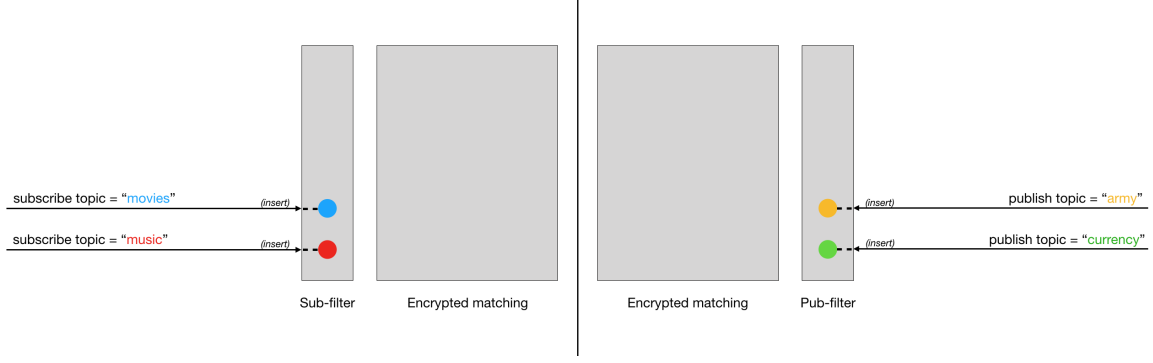 subscribe topic = “movies”
(insert)
subscribe topic = “music”
(insert)
Sub-filter
Encrypted matching
publish topic = “army”
(insert)
publish topic = “currency”
(insert)
Encrypted matching
Pub-filter